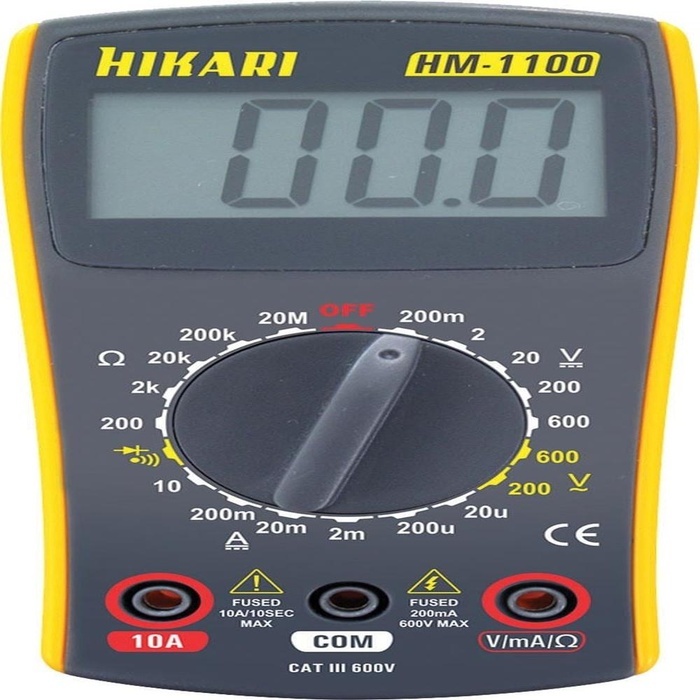 HIKARI
HM-1100
00.0
OFF
200m
2
20
V
200
600
600
200
V~
20u
200u
2m
20m
200m
A
10
200
2k
20k
Ω
200k
20M
CE
FUSED
10A/10SEC
MAX
FUSED
200mA
600V MAX
10A
COM
V/mA/Ω
CAT III 600V